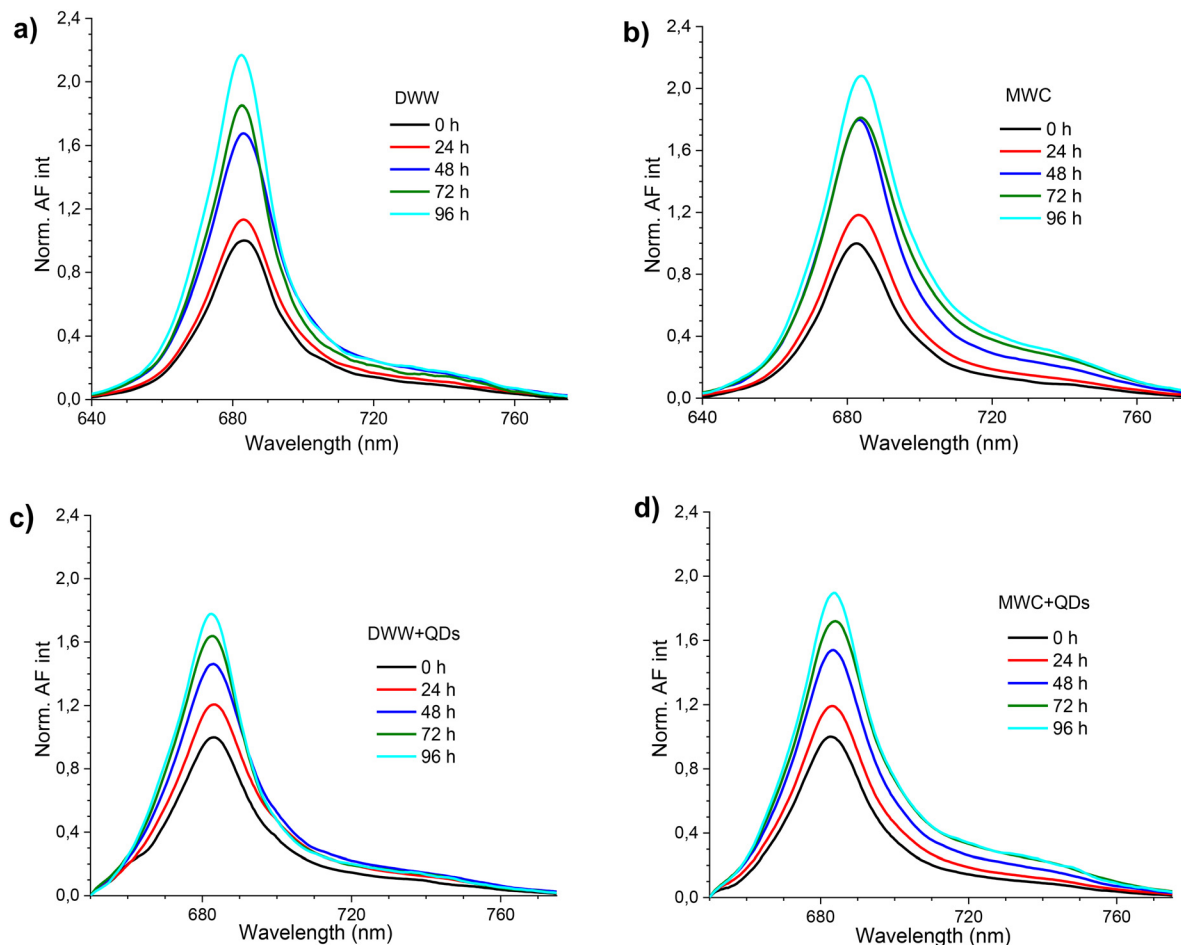 a)
2,4
2,0
1,6
1,2
0,8
0,4
0,0
Norm. AF int
DWW
0 h
24 h
48 h
72 h
96 h
640 680 720 760
Wavelength (nm)
b)
2,4
2,0
1,6
1,2
0,8
0,4
0,0
Norm. AF int
MWC
0 h
24 h
48 h
72 h
96 h
640 680 720 760
Wavelength (nm)
c)
2,4
2,0
1,6
1,2
0,8
0,4
0,0
Norm. AF int
DWW+QDs
0 h
24 h
48 h
72 h
96 h
680 720 760
Wavelength (nm)
d)
2,4
2,0
1,6
1,2
0,8
0,4
0,0
Norm. AF int
MWC+QDs
0 h
24 h
48 h
72 h
96 h
680 720 760
Wavelength (nm)